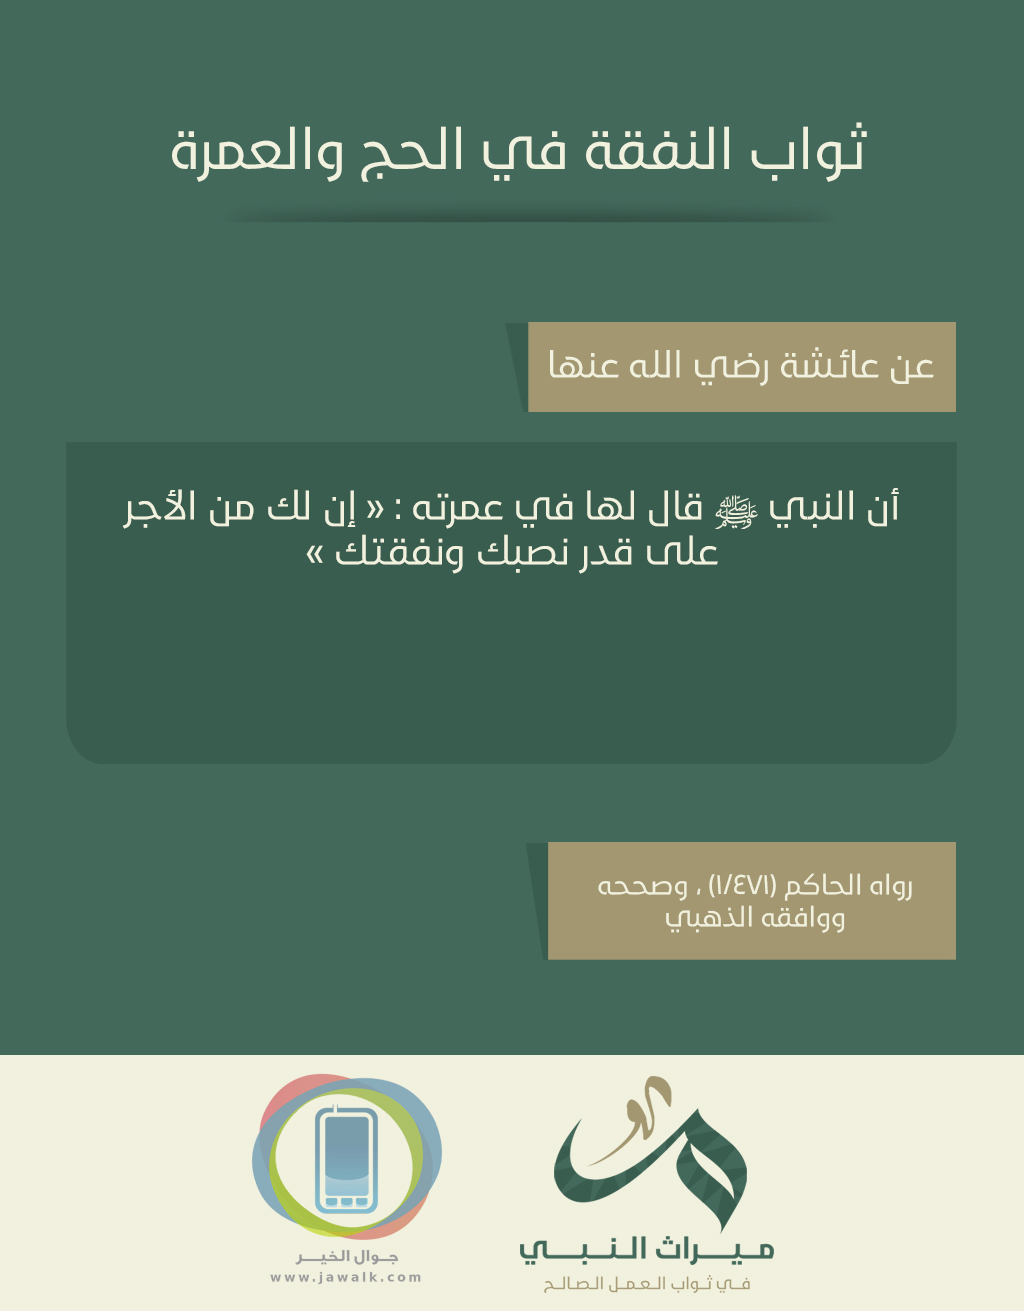 ثواب النفقة في الحج والعمرة
عن عائشة رضي الله عنها
أن النبي ﷺ قال لها في عمرته : « إن لك من الأجر
على قدر نصبك ونفقتك »
رواه الحاكم (١/٤٧١) ، وصححه
ووافقه الذهبي
ميراث النبي
في ثواب العمل الصالح
جوال الخير
www.jawalk.com